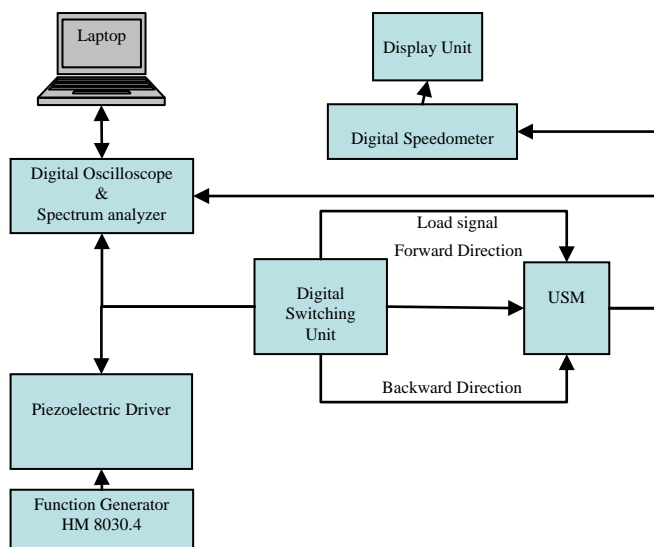 Laptop
Display Unit
Digital Speedometer
Digital Oscilloscope
&
Spectrum analyzer
Load signal
Forward Direction
Digital
Switching
Unit
USM
Backward Direction
Piezoelectric Driver
Function Generator
HM 8030.4